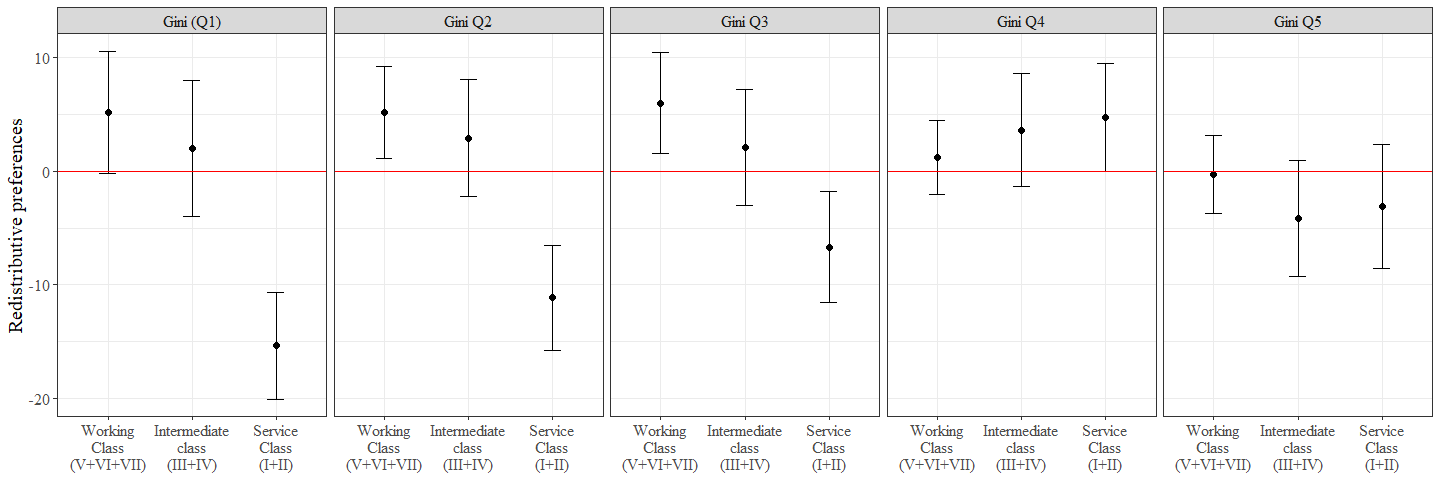 Gini (Q1) Gini Q2 Gini Q3 Gini Q4 Gini Q5
Redistributive preferences
10
0
-10
-20
Working Class (V+VI+VII)
Intermediate class (III+IV)
Service Class (I+II)
Working Class (V+VI+VII)
Intermediate class (III+IV)
Service Class (I+II)
Working Class (V+VI+VII)
Intermediate class (III+IV)
Service Class (I+II)
Working Class (V+VI+VII)
Intermediate class (III+IV)
Service Class (I+II)
Working Class (V+VI+VII)
Intermediate class (III+IV)
Service Class (I+II)